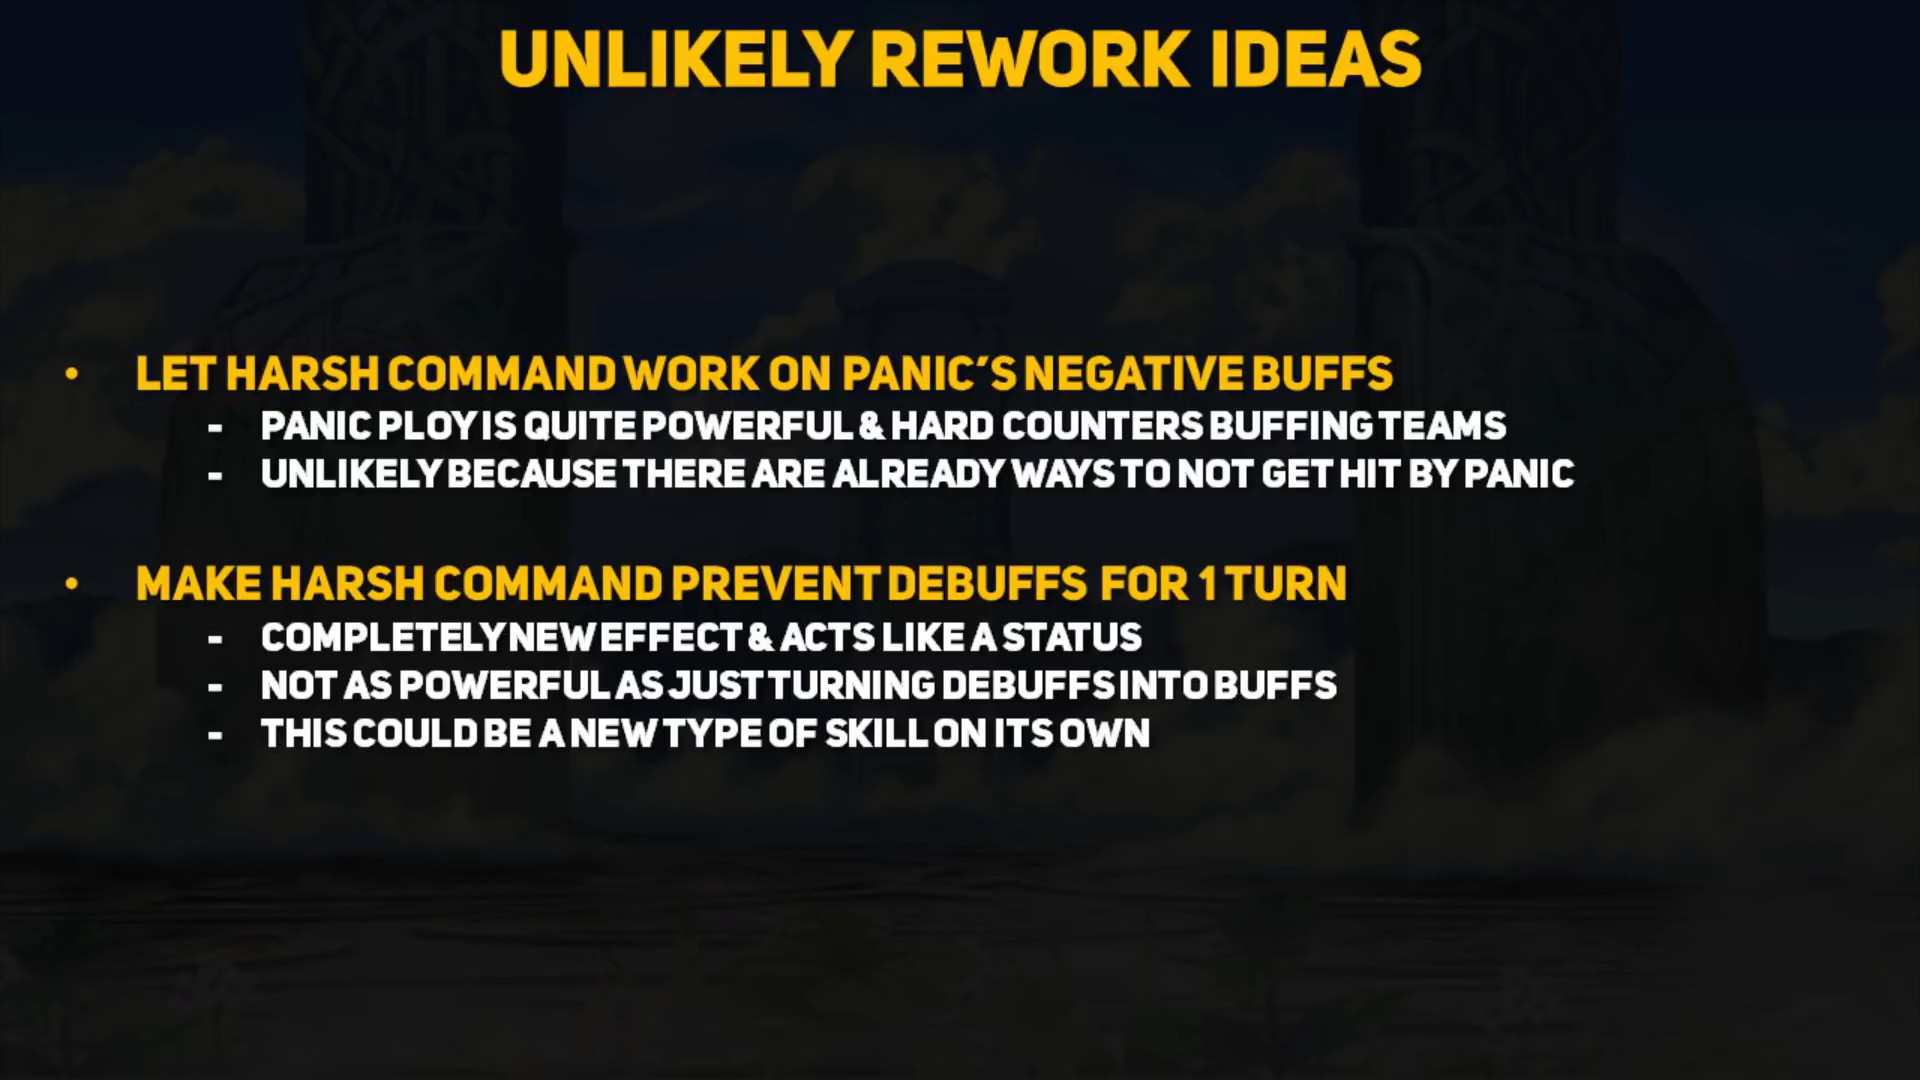 UNLIKELY REWORK IDEAS
• LET HARSH COMMAND WORK ON PANIC'S NEGATIVE BUFFS
- PANIC PLOY IS QUITE POWERFUL & HARD COUNTERS BUFFING TEAMS
- UNLIKELY BECAUSE THERE ARE ALREADY WAYS TO NOT GET HIT BY PANIC
• MAKE HARSH COMMAND PREVENT DEBUFFS FOR 1 TURN
- COMPLETELY NEW EFFECT & ACTS LIKE A STATUS
- NOT AS POWERFUL AS JUST TURNING DEBUFFS INTO BUFFS
- THIS COULD BE A NEW TYPE OF SKILL ON ITS OWN